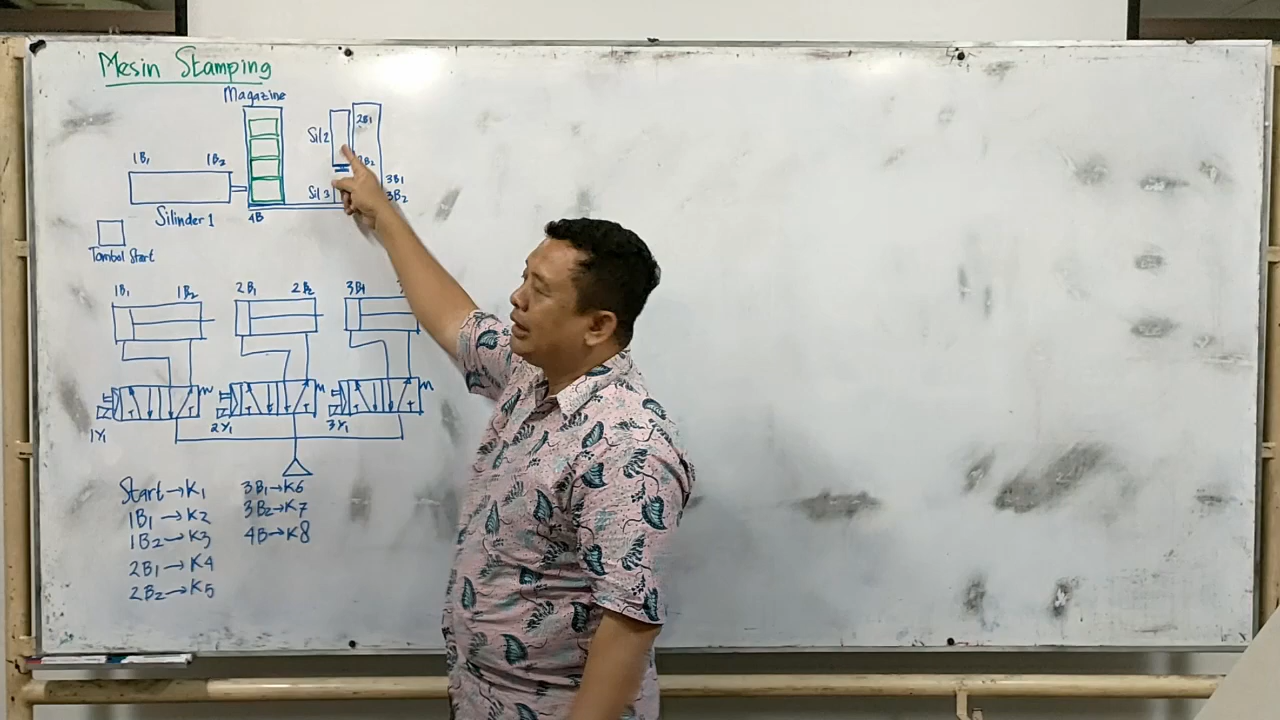 Mesin Stamping
Magazine
1B1 1B2
Silinder 1
4B
Sil 2
2B1
Sil 3
3B1
3B2
Tombol Start
1B1 1B2
2B1 2B2
3B1
1Y1
2Y1
3Y1
Start→K1
1B1→K2
1B2→K3
2B1→K4
2B2→K5
3B1→K6
3B2→K7
4B→K8